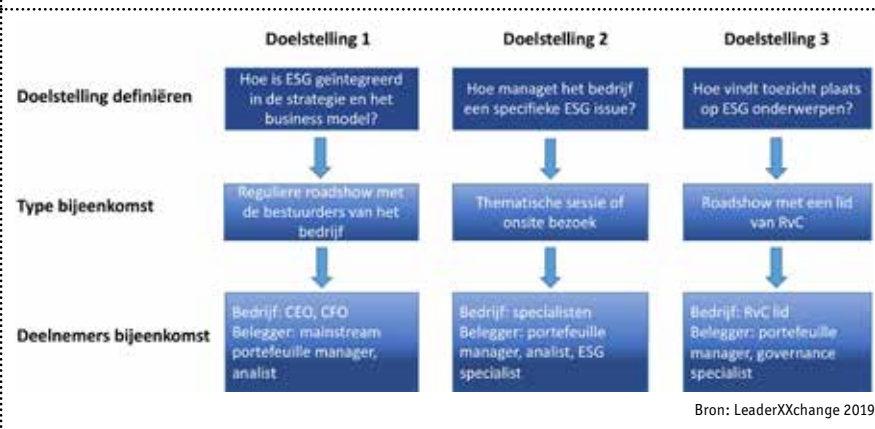 Doelstelling 1
Doelstelling 2
Doelstelling 3
Doelstelling definiëren
Hoe is ESG geïntegreerd
in de strategie en het
business model?
Hoe managet het bedrijf
een specifieke ESG issue?
Hoe vindt toezicht plaats
op ESG onderwerpen?
Type bijeenkomst
Reguliere roadshow met
de bestuurders van het
bedrijf
Thematische sessie of
onsite bezoek
Roadshow met een lid
van RvC
Deelnemers bijeenkomst
Bedrijf: CEO, CFO
Belegger: mainstream
portefeuille manager,
analist
Bedrijf: specialisten
Belegger: portefeuille
manager, analist, ESG
specialist
Bedrijf: RvC lid
Belegger: portefeuille
manager, governance
specialist
Bron: LeaderXXchange 2019